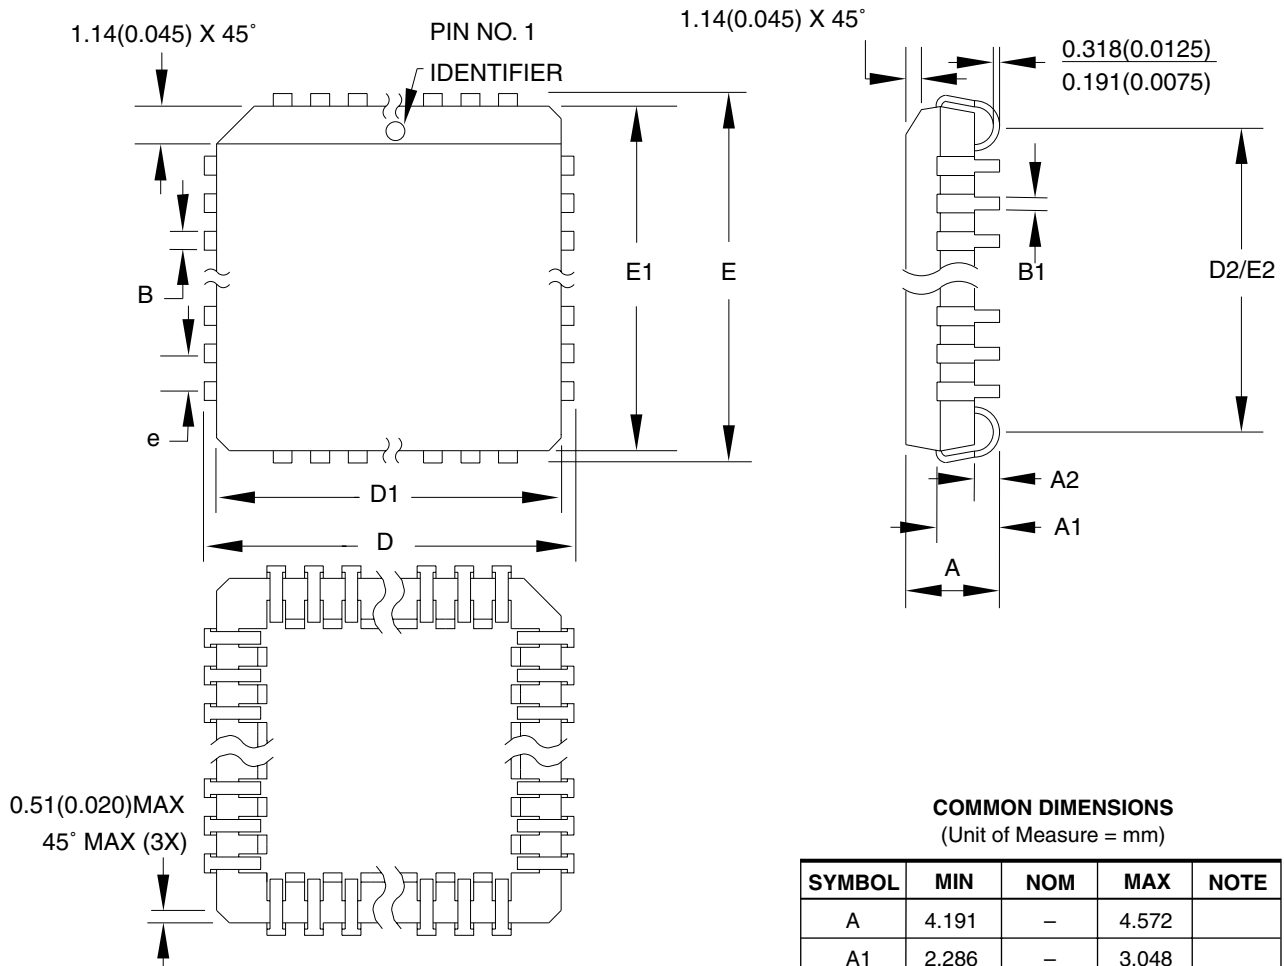 1.14(0.045) X 45˚
PIN NO. 1
IDENTIFIER
1.14(0.045) X 45˚
0.318(0.0125)
0.191(0.0075)
B
e
E1
E
B1
D2/E2
D1
D
A2
A1
A
0.51(0.020)MAX
45˚ MAX (3X)
COMMON DIMENSIONS
(Unit of Measure = mm)
SYMBOL MIN NOM MAX NOTE
A 4.191 – 4.572
A1 2.286 – 3.048